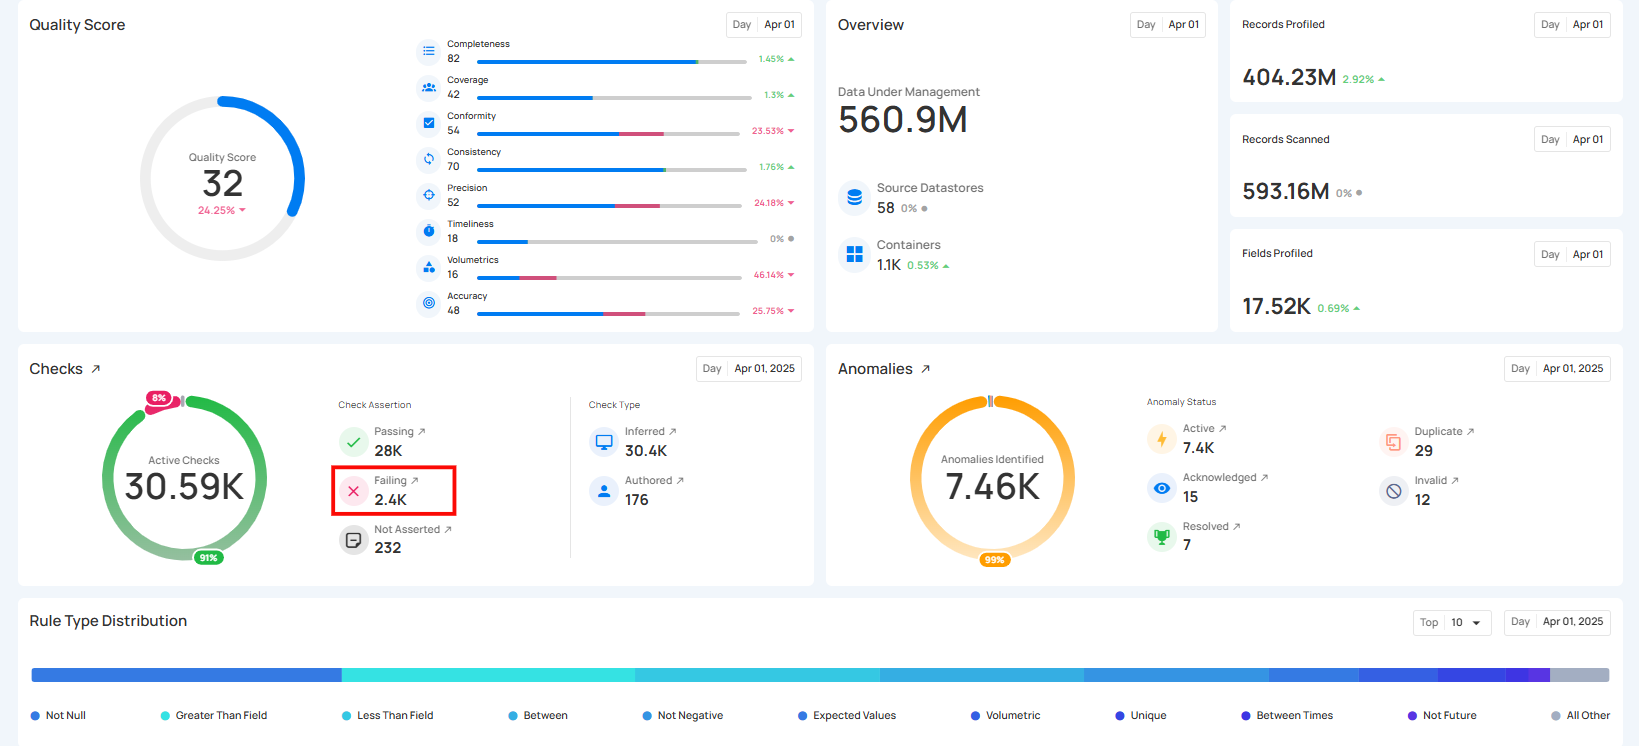 Quality Score
Day Apr 01
Quality Score
32
24.25%
Completeness
82
1.45%
Coverage
42
1.3%
Conformity
54
23.53%
Consistency
70
1.76%
Precision
52
24.18%
Timeliness
18
0%
Volumetrics
16
46.14%
Accuracy
48
25.75%
Overview
Day Apr 01
Data Under Management
560.9M
Source Datastores
58 0%
Containers
1.1K 0.53%
Records Profiled
Day Apr 01
404.23M 2.92%
Records Scanned
Day Apr 01
593.16M 0%
Fields Profiled
Day Apr 01
17.52K 0.69%
Checks
Day Apr 01, 2025
8%
Active Checks
30.59K
91%
Check Assertion
Passing
28K
Failing
2.4K
Not Asserted
232
Check Type
Inferred
30.4K
Authored
176
Anomalies
Day Apr 01, 2025
Anomalies Identified
7.46K
99%
Anomaly Status
Active
7.4K
Acknowledged
15
Resolved
7
Duplicate
29
Invalid
12
Rule Type Distribution
Top 10
Day Apr 01, 2025
Not Null
Greater Than Field
Less Than Field
Between
Not Negative
Expected Values
Volumetric
Unique
Between Times
Not Future
All Other